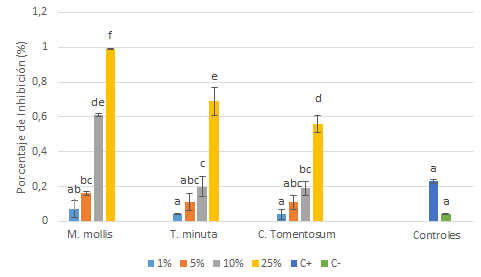 Porcentaje de Inhibición (%)
1,2
1
0,8
0,6
0,4
0,2
0
ab
bc
de
f
a
abc
c
e
a
abc
bc
d
a
a
M. mollis
T. minuta
C. Tomentosum
Controles
1% 5% 10% 25% C+ C-